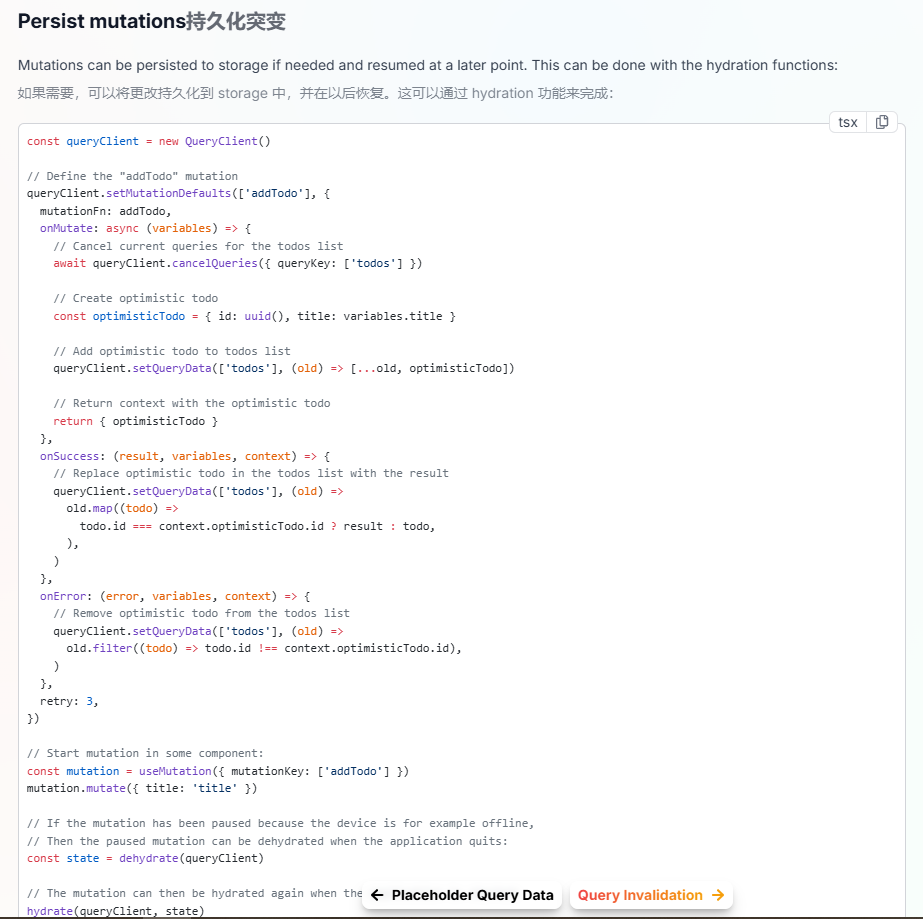 Persist mutations持久化突变
Mutations can be persisted to storage if needed and resumed at a later point. This can be done with the hydration functions:
如果需要，可以将更改持久化到 storage 中，并在以后恢复。这可以通过 hydration 功能来完成：
tsx
const queryClient = new QueryClient()
// Define the "addTodo" mutation
queryClient.setMutationDefaults(['addTodo'], {
  mutationFn: addTodo,
  onMutate: async (variables) => {
    // Cancel current queries for the todos list
    await queryClient.cancelQueries({ queryKey: ['todos'] })
    // Create optimistic todo
    const optimisticTodo = { id: uuid(), title: variables.title }
    // Add optimistic todo to todos list
    queryClient.setQueryData(['todos'], (old) => [...old, optimisticTodo])
    // Return context with the optimistic todo
    return { optimisticTodo }
  },
  onSuccess: (result, variables, context) => {
    // Replace optimistic todo in the todos list with the result
    queryClient.setQueryData(['todos'], (old) =>
      old.map((todo) =>
        todo.id === context.optimisticTodo.id ? result : todo,
      ),
    )
  },
  onError: (error, variables, context) => {
    // Remove optimistic todo from the todos list
    queryClient.setQueryData(['todos'], (old) =>
      old.filter((todo) => todo.id !== context.optimisticTodo.id),
    )
  },
  retry: 3,
})
// Start mutation in some component:
const mutation = useMutation({ mutationKey: ['addTodo'] })
mutation.mutate({ title: 'title' })
// If the mutation has been paused because the device is for example offline,
// Then the paused mutation can be dehydrated when the application quits:
const state = dehydrate(queryClient)
// The mutation can then be hydrated again when the
← Placeholder Query Data
Query Invalidation →
hydrate(queryClient, state)